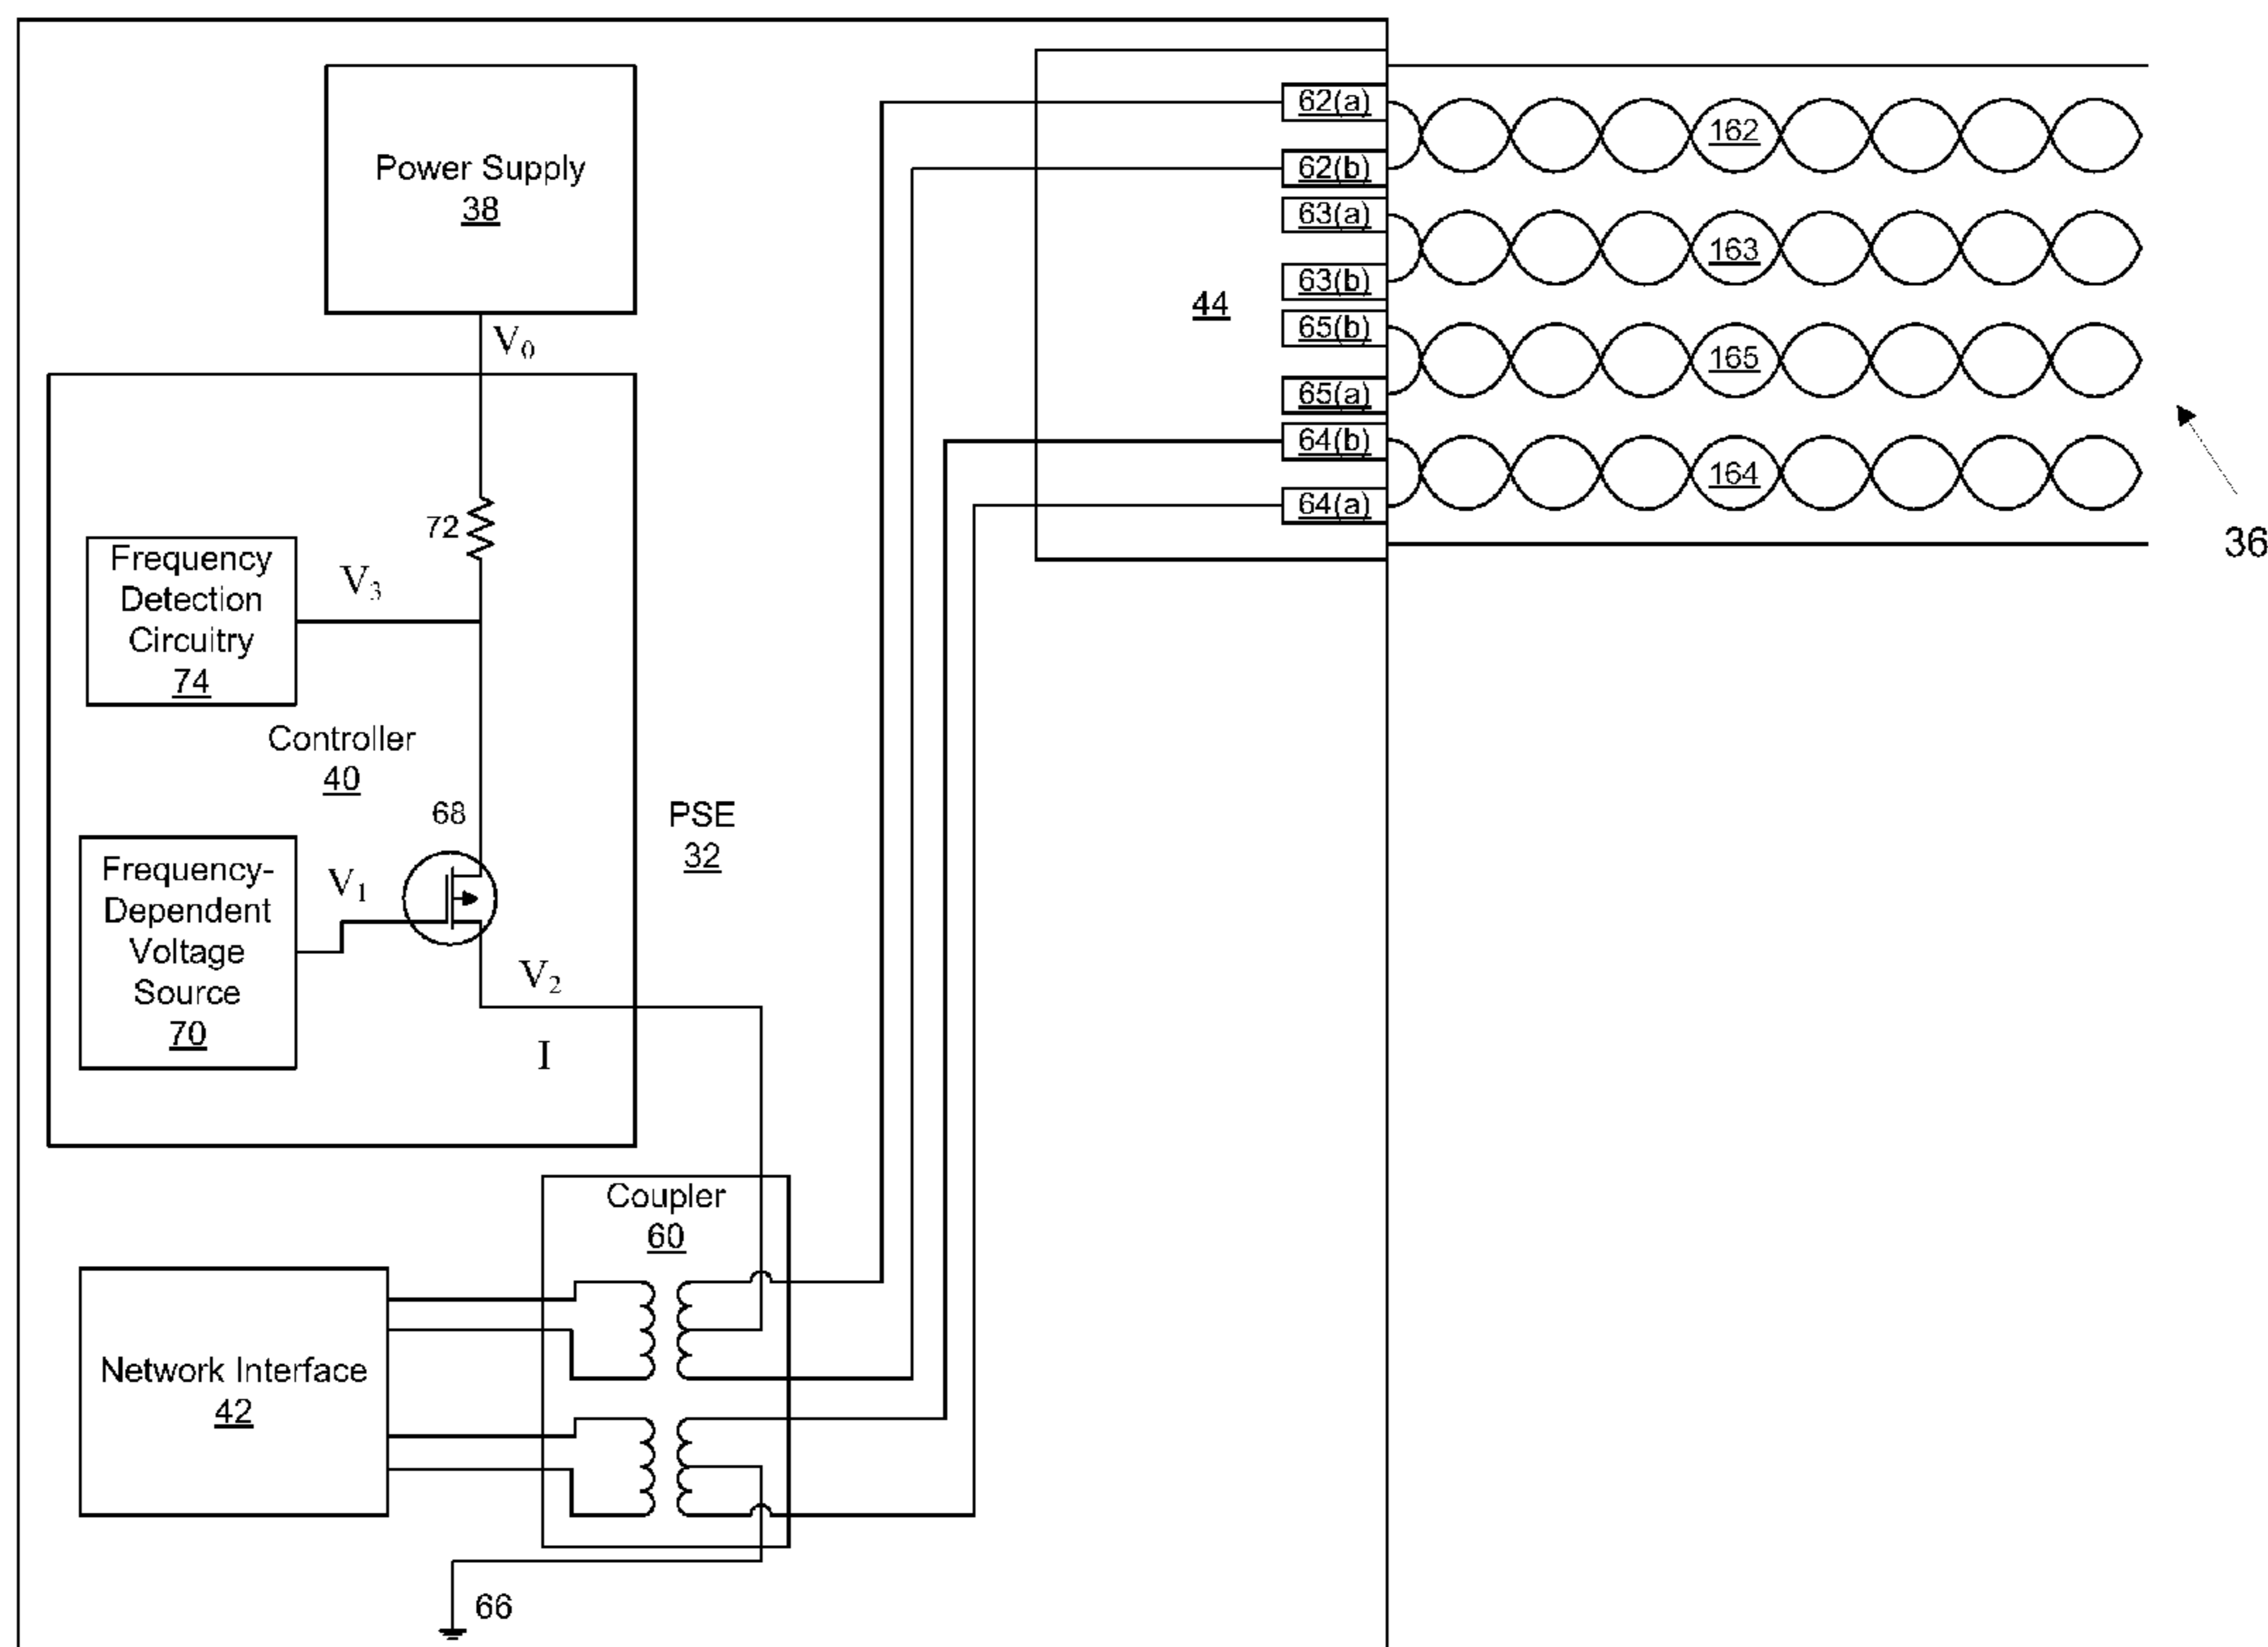 Power Supply
38
V0
72
Frequency
Detection
Circuitry
74
V3
Controller
40
68
Frequency-
Dependent
Voltage
Source
70
V1
V2
I
PSE
32
Coupler
60
Network Interface
42
66
44
62(a)
62(b)
63(a)
63(b)
65(b)
65(a)
64(b)
64(a)
162
163
165
164
36